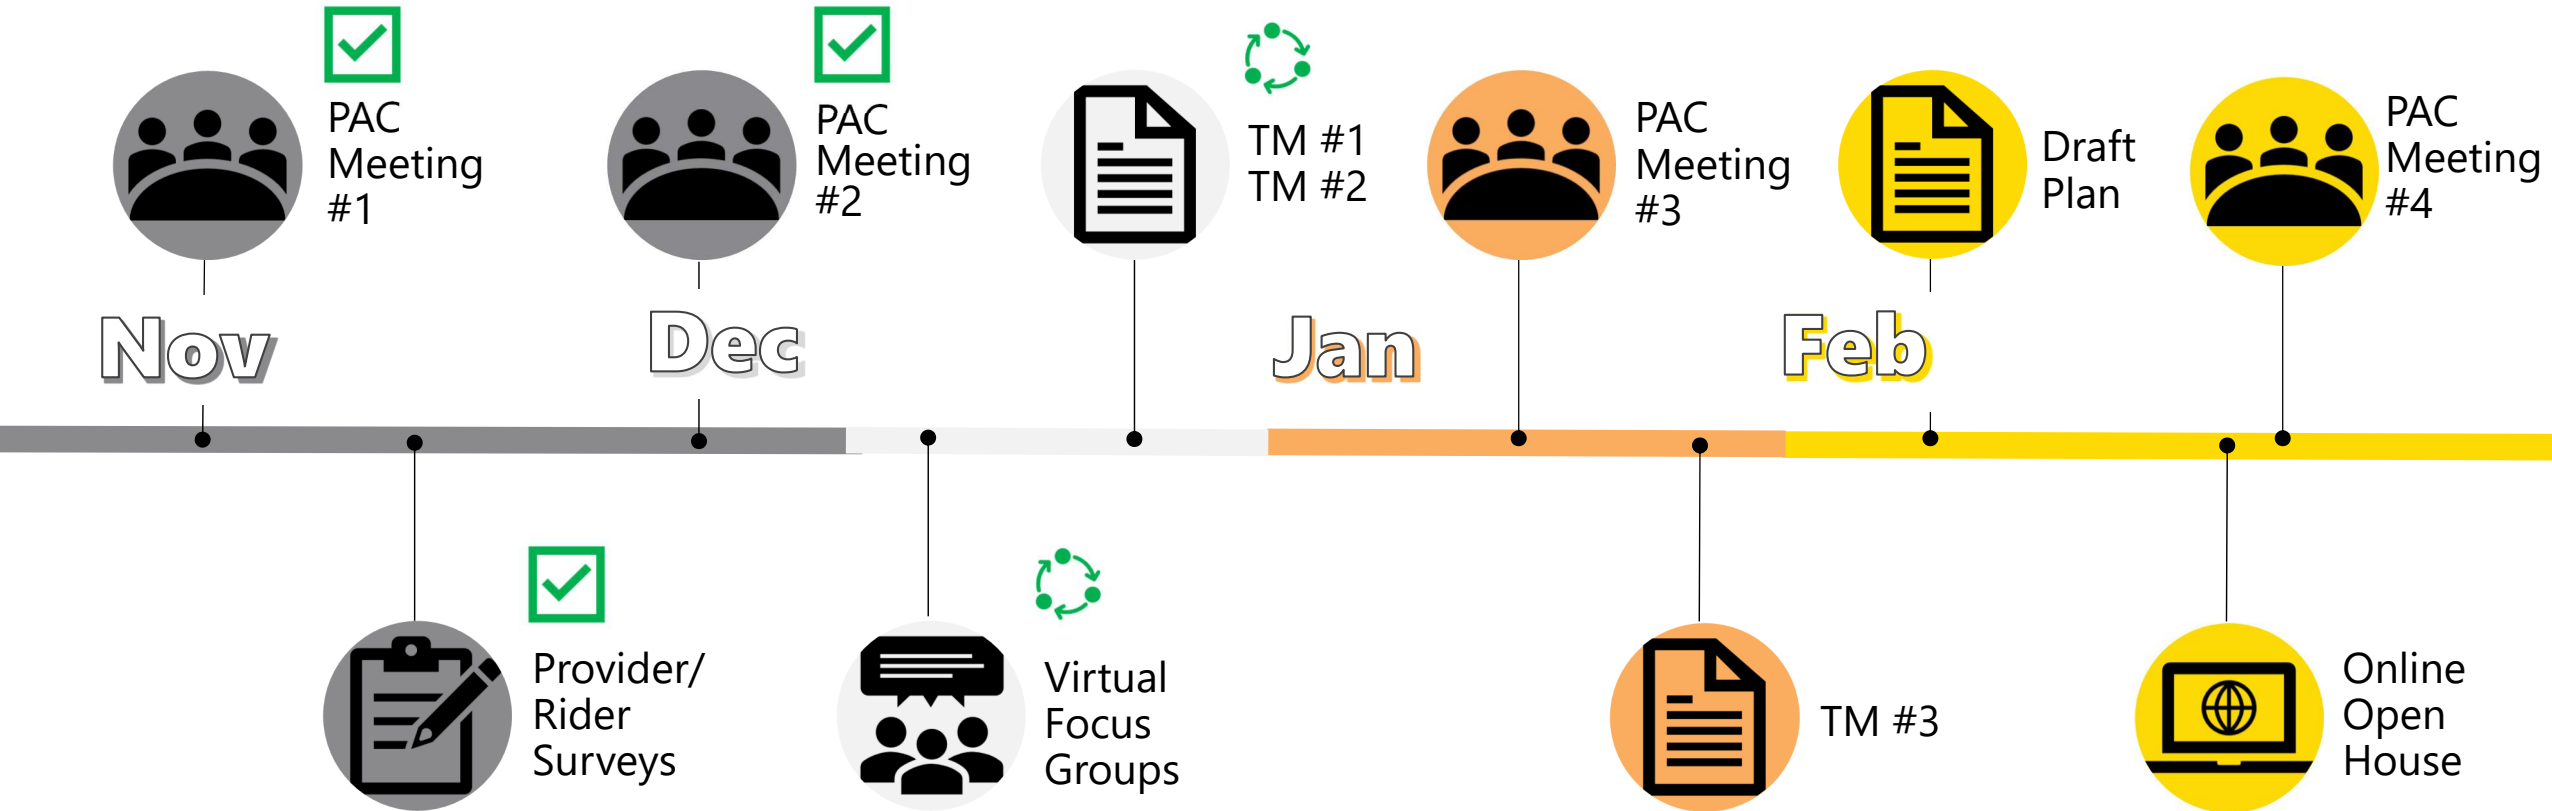 PAC
Meeting
#1
PAC
Meeting
#2
TM #1
TM #2
PAC
Meeting
#3
Draft
Plan
PAC
Meeting
#4
Nov
Dec
Jan
Feb
Provider/
Rider
Surveys
Virtual
Focus
Groups
TM #3
Online
Open
House